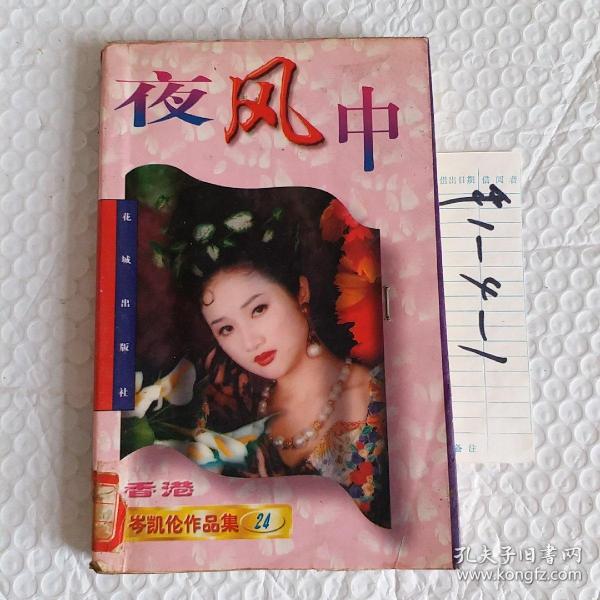 夜风中
花城出版社
香港
岑凯伦作品集 24
借出日期 借阅者
备注
孔夫子旧书网
www.kongfz.com